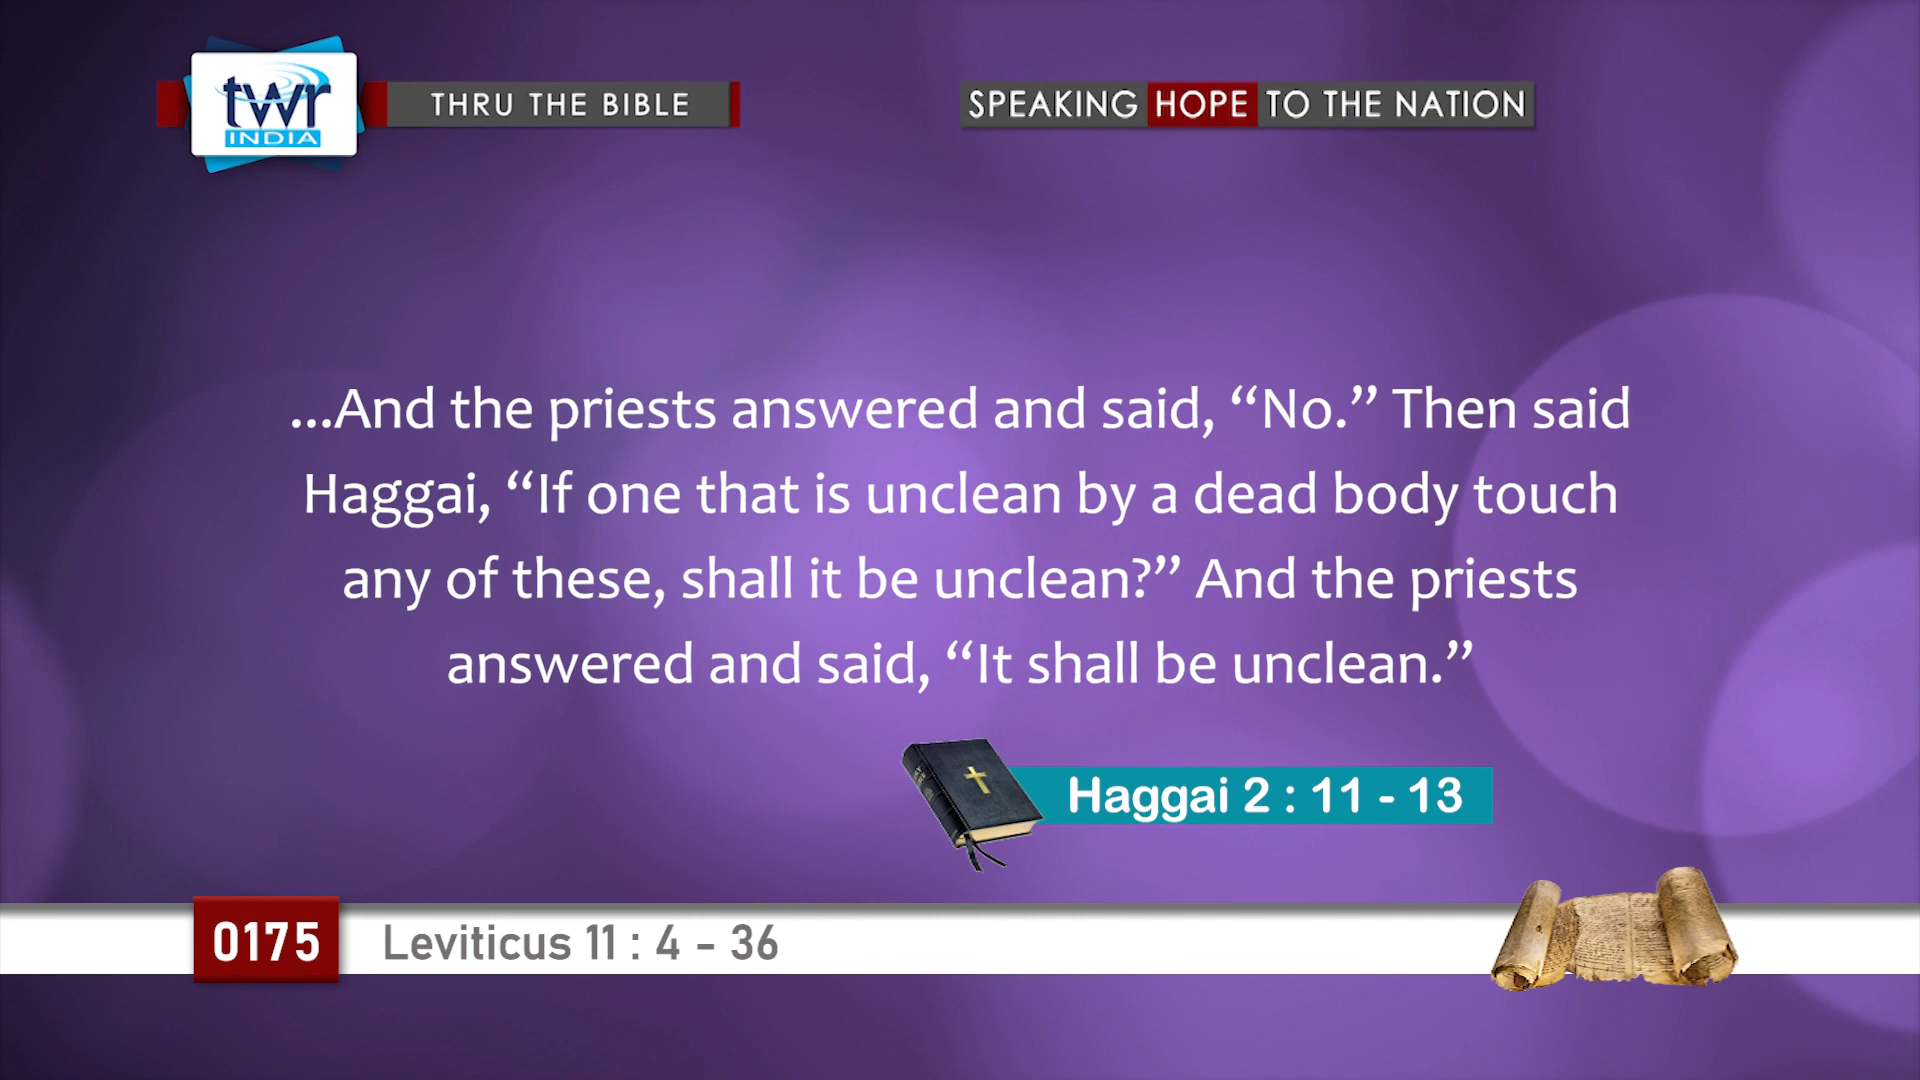 twr
INDIA
THRU THE BIBLE
SPEAKING HOPE TO THE NATION
...And the priests answered and said, “No.” Then said
Haggai, “If one that is unclean by a dead body touch
any of these, shall it be unclean?” And the priests
answered and said, “It shall be unclean.”
Haggai 2 : 11 - 13
0175
Leviticus 11 : 4 - 36